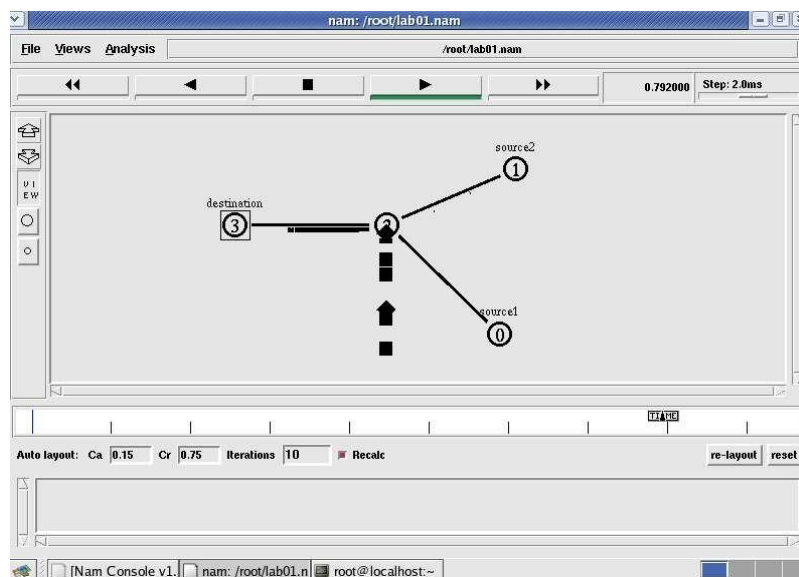 nam: /root/lab01.nam
File Views Analysis /root/lab01.nam
0.792000 Step: 2.0ms
VI
EW
source2
1
destination
3
source1
0
TIME
Auto layout: Ca 0.15 Cr 0.75 Iterations 10 Recalc re-layout reset
[Nam Console v1. nam: /root/lab01.n root@localhost:~